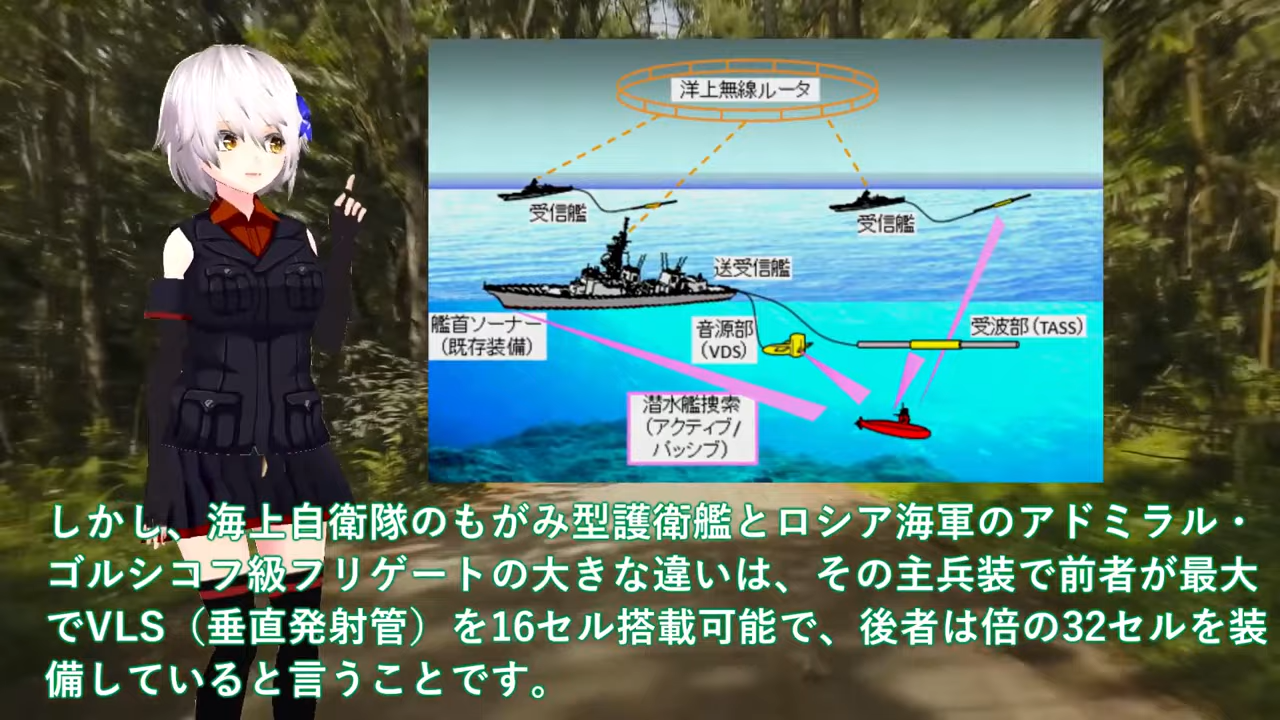 洋上無線ルータ
受信艦
受信艦
送受信艦
艦首ソーナー
(既存装備)
音源部
(VDS)
受波部(TASS)
潜水艦捜索
(アクティブ/
パッシブ)
しかし、海上自衛隊のもがみ型護衛艦とロシア海軍のアドミラル・
ゴルシコフ級フリゲートの大きな違いは、その主兵装で前者が最大
でVLS（垂直発射管）を16セル搭載可能で、後者は倍の32セルを装
備していると言うことです。